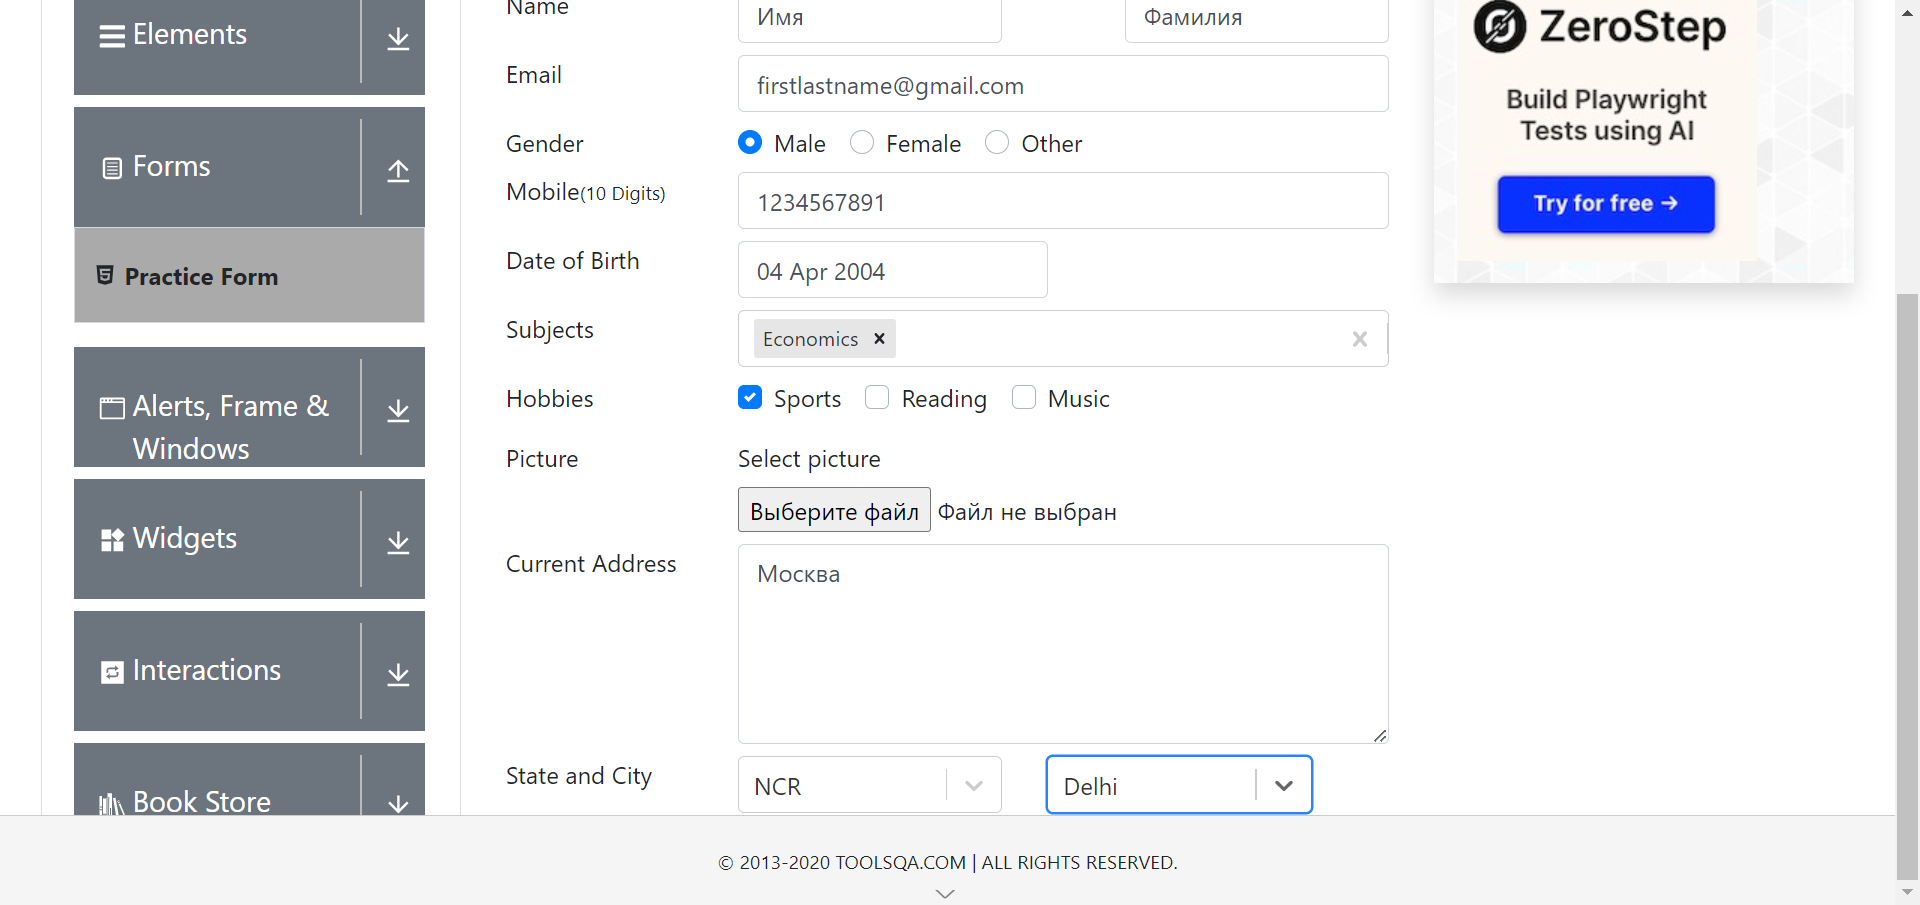 Elements
Forms
Practice Form
Alerts, Frame &
Windows
Widgets
Interactions
Book Store
Name
Имя
Фамилия
Email
firstlastname@gmail.com
Gender
Male
Female
Other
Mobile(10 Digits)
1234567891
Date of Birth
04 Apr 2004
Subjects
Economics
Hobbies
Sports
Reading
Music
Picture
Select picture
Выберите файл Файл не выбран
Current Address
Москва
State and City
NCR
Delhi
ZeroStep
Build Playwright
Tests using AI
Try for free →
© 2013-2020 TOOLSQA.COM | ALL RIGHTS RESERVED.